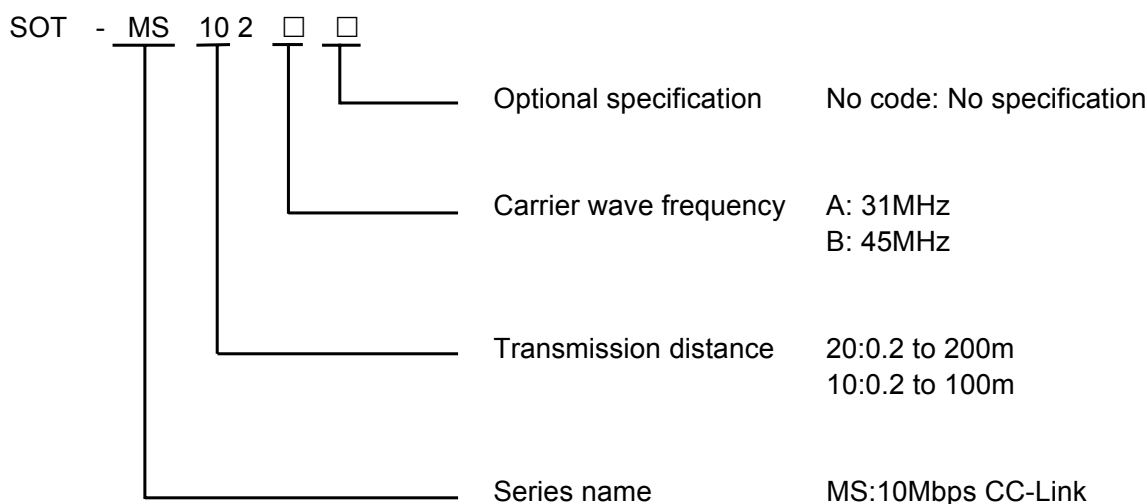 SOT - MS 10 2 □ □
Optional specification No code: No specification
Carrier wave frequency A: 31MHz
B: 45MHz
Transmission distance 20:0.2 to 200m
10:0.2 to 100m
Series name MS:10Mbps CC-Link